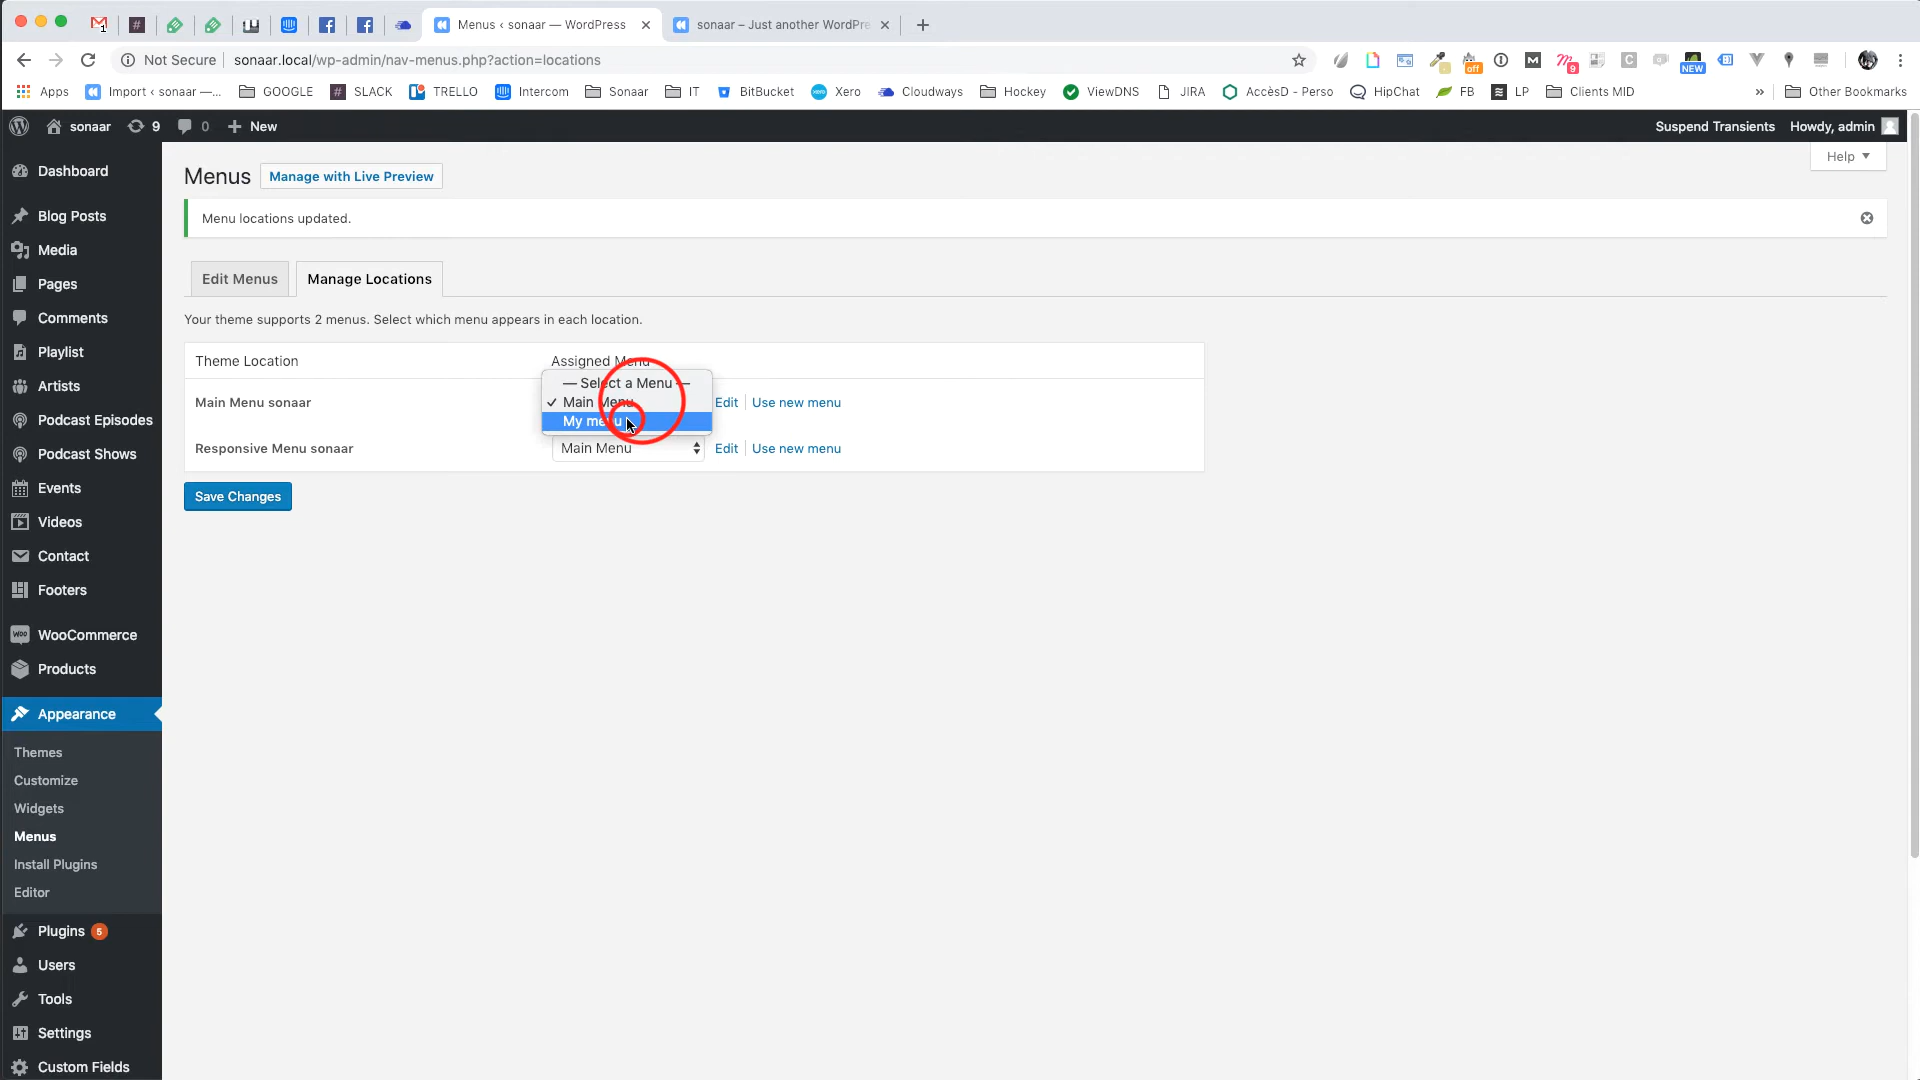 Menus ‹ sonaar — WordPress
sonaar – Just another WordPre
Not Secure
sonaar.local/wp-admin/nav-menus.php?action=locations
off
9
NEW
Apps
Import ‹ sonaar —...
GOOGLE
SLACK
TRELLO
Intercom
Sonaar
IT
BitBucket
Xero
Cloudways
Hockey
ViewDNS
JIRA
AccèsD - Perso
HipChat
FB
LP
Clients MID
»
Other Bookmarks
sonaar
9
0
New
Suspend Transients
Howdy, admin
Help
Dashboard
Blog Posts
Media
Pages
Comments
Playlist
Artists
Podcast Episodes
Podcast Shows
Events
Videos
Contact
Footers
WooCommerce
Products
Appearance
Themes
Customize
Widgets
Menus
Install Plugins
Editor
Plugins 5
Users
Tools
Settings
Custom Fields
Menus
Manage with Live Preview
Menu locations updated.
Edit Menus
Manage Locations
Your theme supports 2 menus. Select which menu appears in each location.
Theme Location
Assigned Menu
— Select a Menu —
Main Menu sonaar
✓ Main Menu
Edit
Use new menu
My menu
Responsive Menu sonaar
Main Menu
Edit
Use new menu
Save Changes